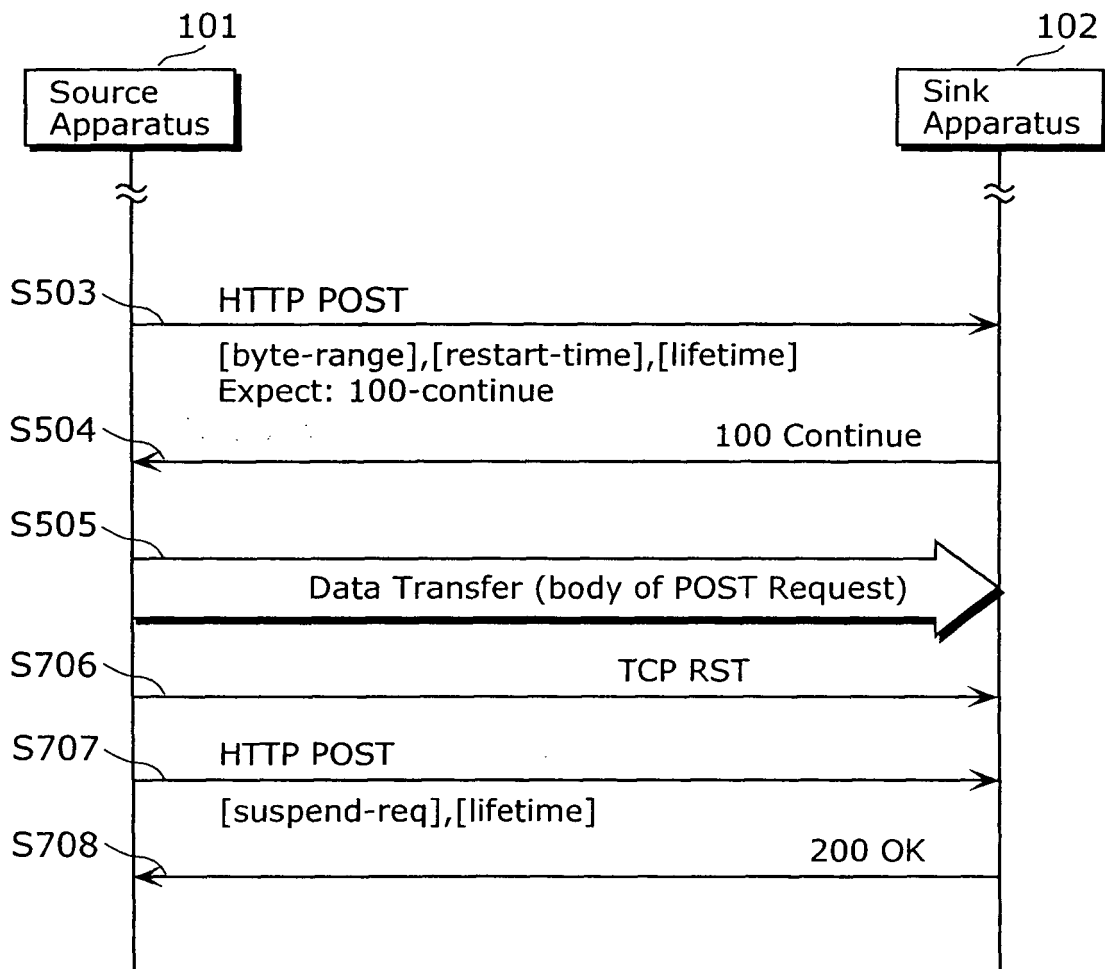 101
102
Source
Apparatus
Sink
Apparatus
S503
HTTP POST
[byte-range],[restart-time],[lifetime]
Expect: 100-continue
S504
100 Continue
S505
Data Transfer (body of POST Request)
S706
TCP RST
S707
HTTP POST
[suspend-req],[lifetime]
S708
200 OK